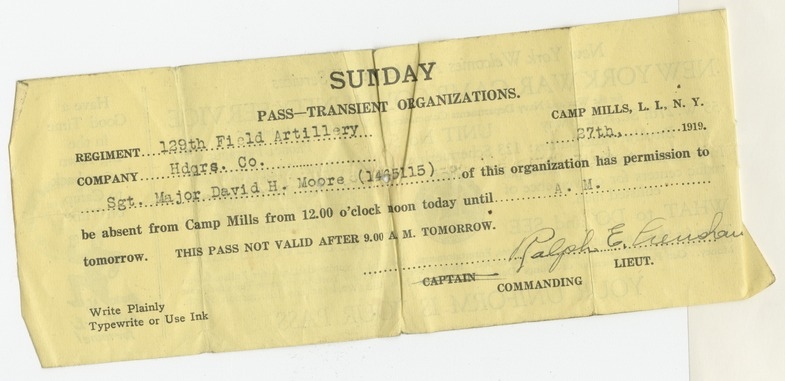 SUNDAY
PASS—TRANSIENT ORGANIZATIONS.
CAMP MILLS, L. I., N. Y.
27th, 1919.
REGIMENT 129th Field Artillery
COMPANY Hdqrs. Co.
Sgt. Major David H. Moore (1465115) of this organization has permission to
be absent from Camp Mills from 12.00 o'clock noon today until A. M.
tomorrow. THIS PASS NOT VALID AFTER 9.00 A. M. TOMORROW.
Ralph E.
CAPTAIN COMMANDING LIEUT.
Write Plainly
Typewrite or Use Ink